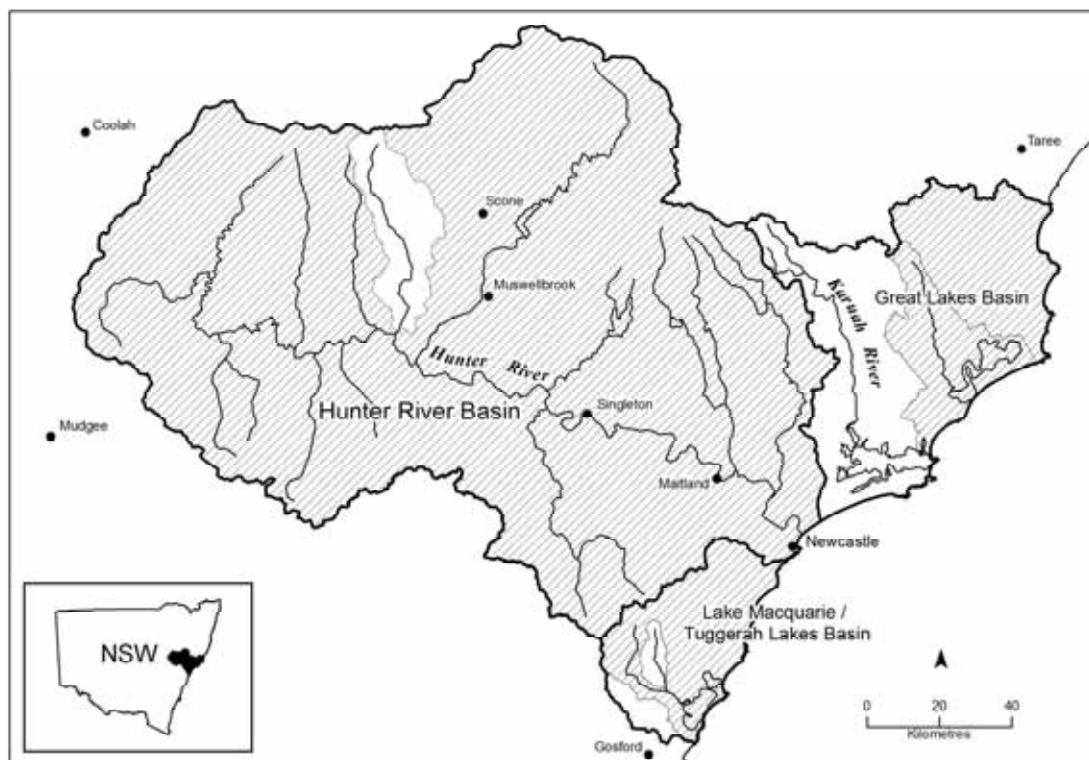 Coolah
Taree
Scone
Karuah River
Great Lakes Basin
Muswellbrook
Hunter River
Hunter River Basin
Singleton
Mudgee
Maitland
Newcastle
Lake Macquarie /
Tuggerah Lakes Basin
NSW
0 20 40
Kilometres
Gosford